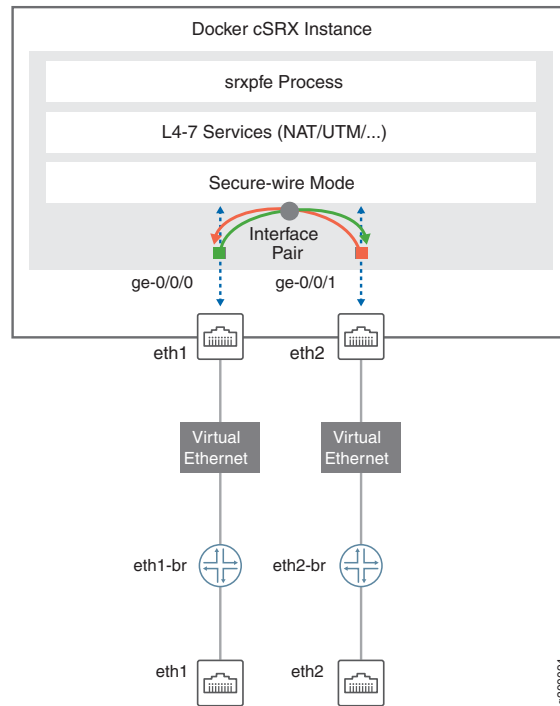 Docker cSRX Instance
srxpfe Process
L4-7 Services (NAT/UTM/...)
Secure-wire Mode
Interface
Pair
ge-0/0/0
ge-0/0/1
eth1
eth2
Virtual
Ethernet
Virtual
Ethernet
eth1-br
eth2-br
eth1
eth2